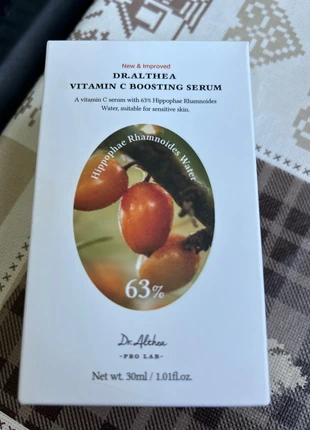 New & Improved
DR.ALTHEA
VITAMIN C BOOSTING SERUM
A vitamin C serum with 63% Hippophae Rhamnoides
Water, suitable for sensitive skin.
Hippophae Rhamnoides Water
63%
Dr. Althea
-PRO LAB-
Net wt. 30ml / 1.01fl.oz.